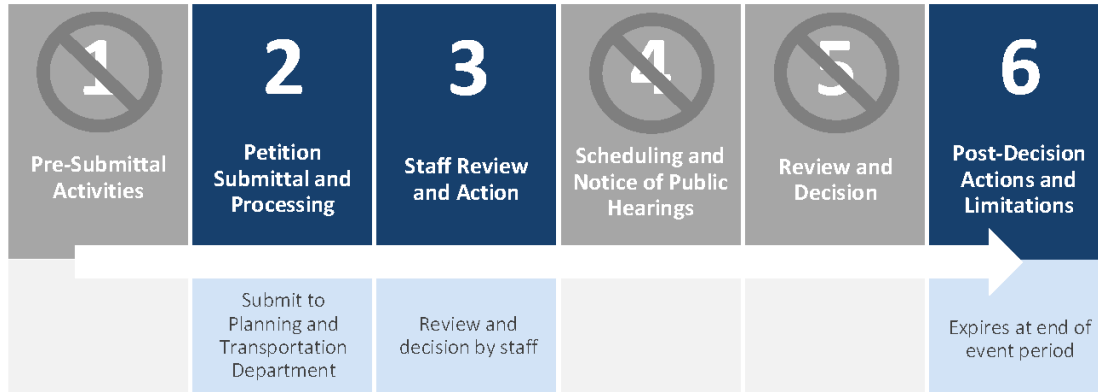 1
Pre-Submittal
Activities
2
Petition
Submittal and
Processing
3
Staff Review
and Action
4
Scheduling and
Notice of Public
Hearings
5
Review and
Decision
6
Post-Decision
Actions and
Limitations
Submit to
Planning and
Transportation
Department
Review and
decision by staff
Expires at end of
event period